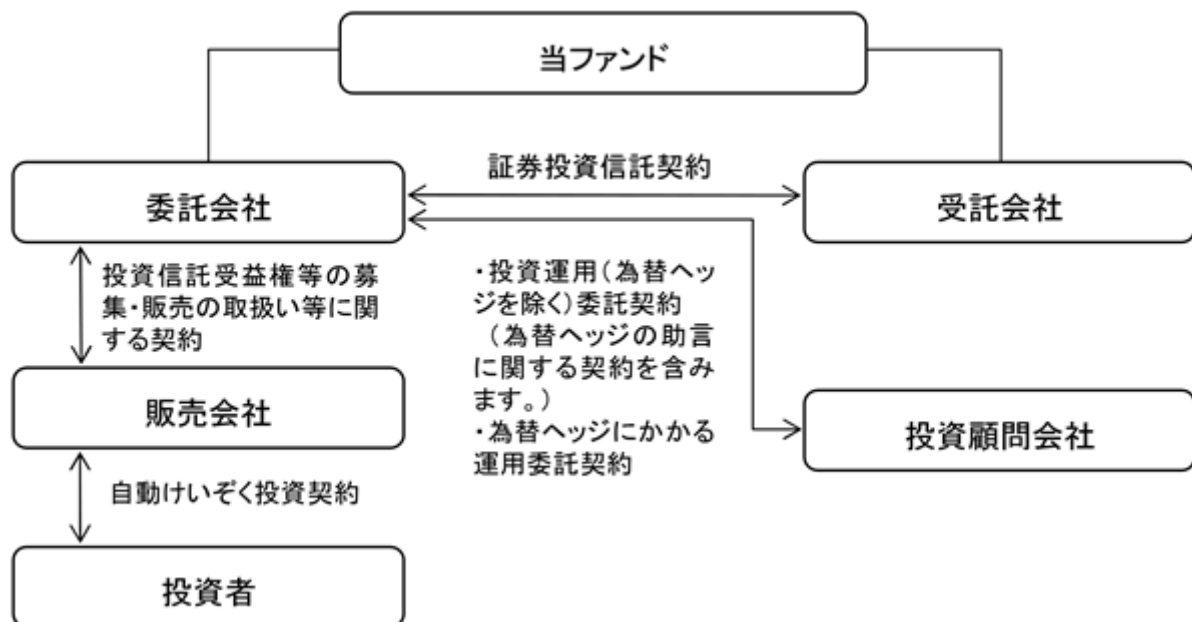 当ファンド
証券投資信託契約
委託会社
受託会社
投資信託受益権等の募
集・販売の取扱い等に関
する契約
・投資運用(為替ヘッ
ジを除く)委託契約
(為替ヘッジの助言
に関する契約を含み
ます。)
・為替ヘッジにかかる
運用委託契約
販売会社
投資顧問会社
自動けいぞく投資契約
投資者